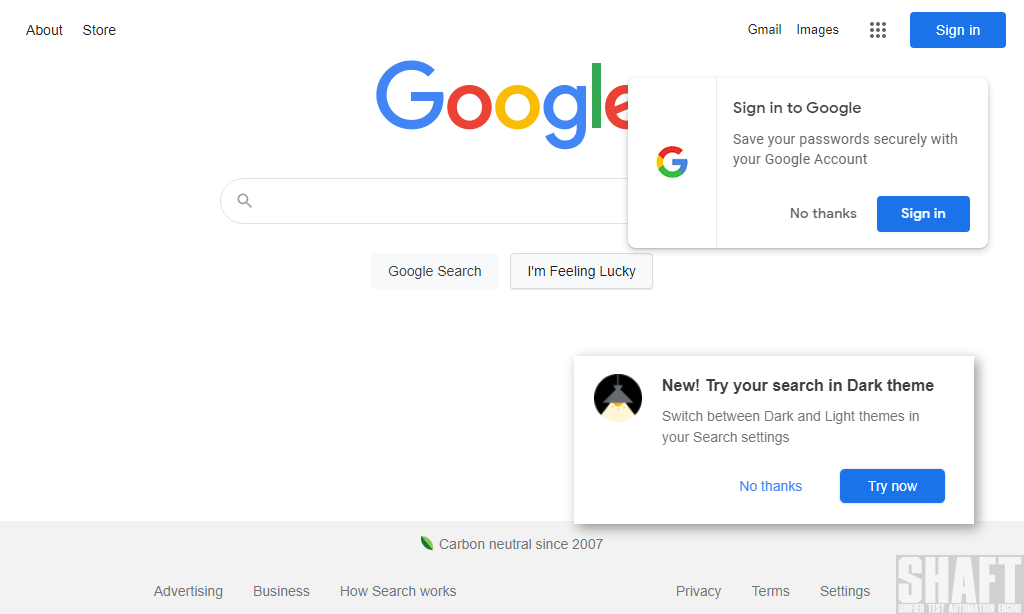 About Store Gmail Images Sign in
Google
Sign in to Google
Save your passwords securely with
your Google Account
No thanks Sign in
Google Search I'm Feeling Lucky
New! Try your search in Dark theme
Switch between Dark and Light themes in
your Search settings
No thanks Try now
Carbon neutral since 2007
Advertising Business How Search works Privacy Terms Settings
SHAFT
UNIFIED TEST AUTOMATION ENGINE